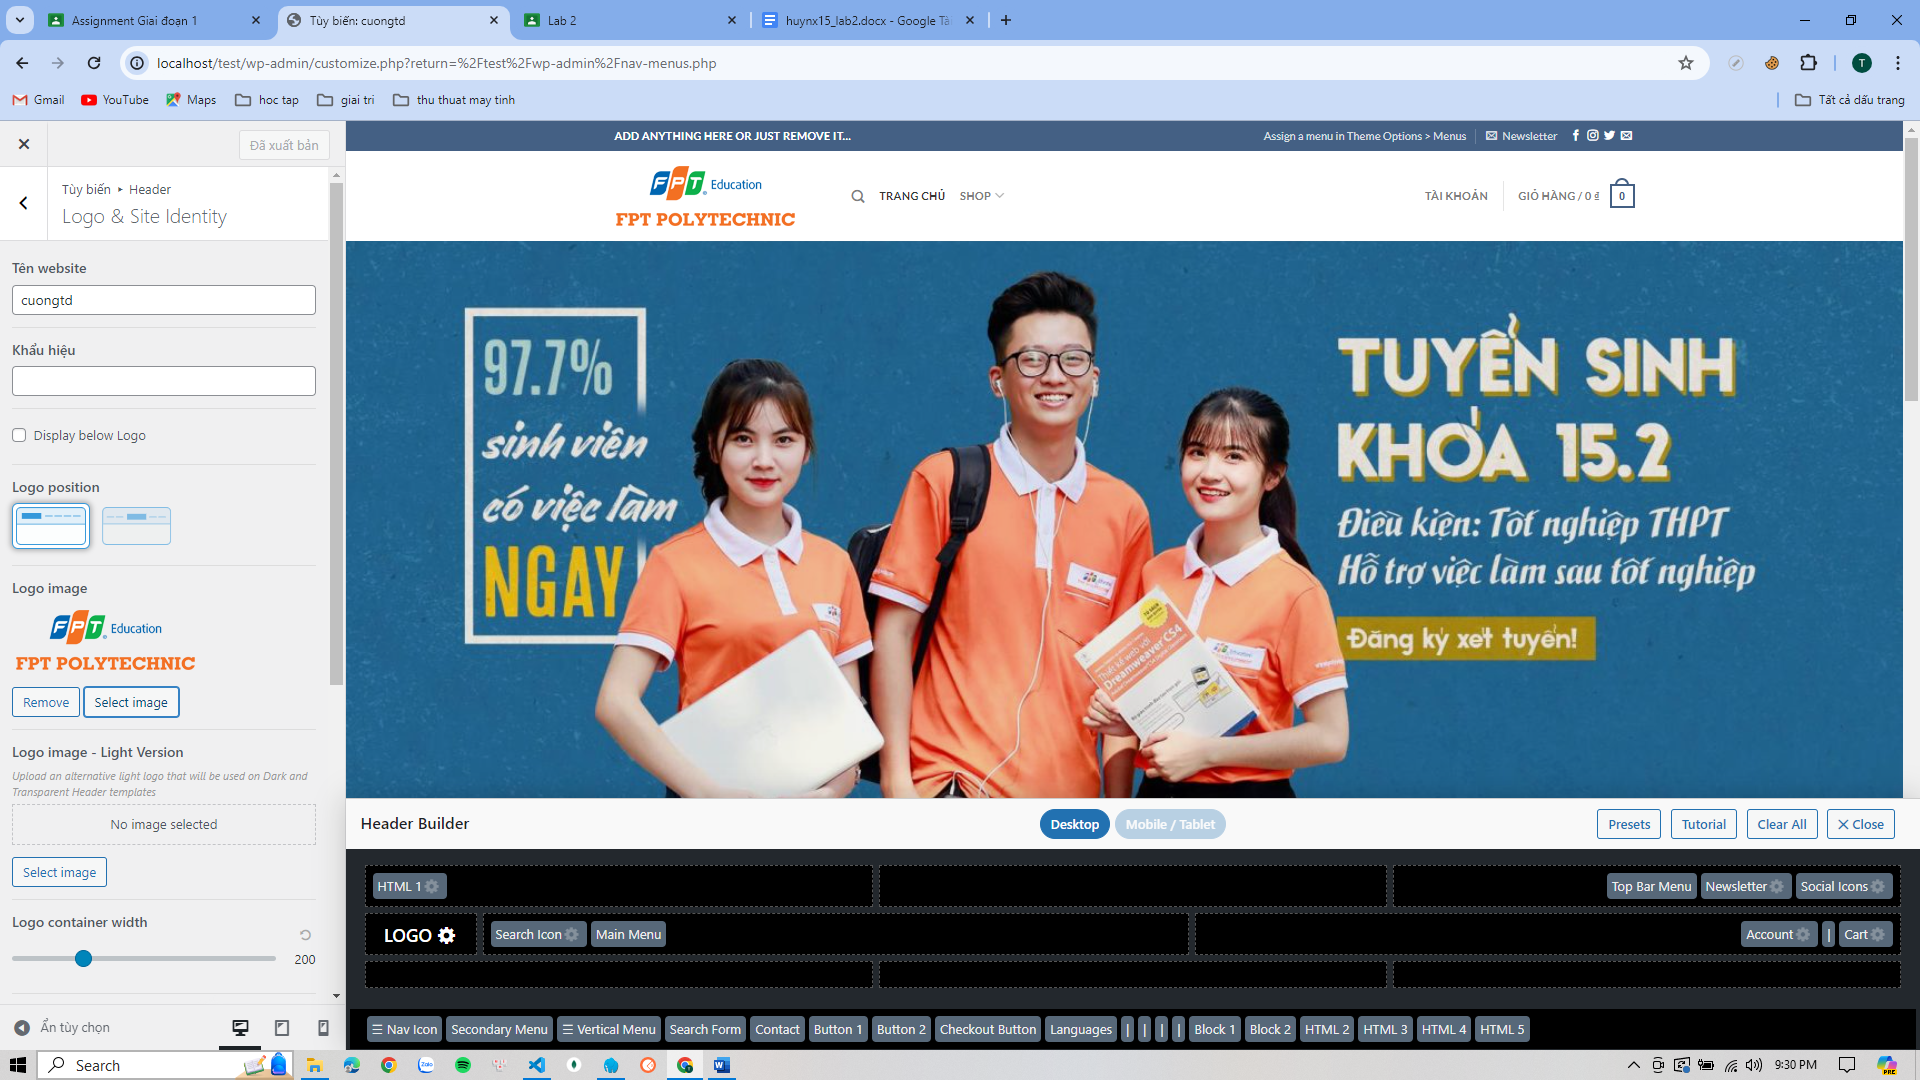 Assignment Giai đoạn 1
Tùy biến: cuongtd
Lab 2
huynx15_lab2.docx - Google Tà
localhost/test/wp-admin/customize.php?return=%2Ftest%2Fwp-admin%2Fnav-menus.php
T
Gmail
YouTube
Maps
hoc tap
giai tri
thu thuat may tinh
Tất cả dấu trang
Đã xuất bản
Tùy biến ▸ Header
Logo & Site Identity
Tên website
cuongtd
Khẩu hiệu
Display below Logo
Logo position
Logo image
FPT Education
FPT POLYTECHNIC
Remove
Select image
Logo image - Light Version
Upload an alternative light logo that will be used on Dark and
Transparent Header templates
No image selected
Select image
Logo container width
200
Ẩn tùy chọn
ADD ANYTHING HERE OR JUST REMOVE IT...
Assign a menu in Theme Options > Menus
Newsletter
FPT Education
FPT POLYTECHNIC
TRANG CHỦ
SHOP
TÀI KHOẢN
GIỎ HÀNG / 0 ₫
0
97.7%
sinh viên
có việc làm
NGAY
TUYỂN SINH
KHÓA 15.2
Điều kiện: Tốt nghiệp THPT
Hỗ trợ việc làm sau tốt nghiệp
Đăng ký xét tuyển!
Thiết kế web với
Dreamweaver CS4
Header Builder
Desktop
Mobile / Tablet
Presets
Tutorial
Clear All
Close
HTML 1
Top Bar Menu
Newsletter
Social Icons
LOGO
Search Icon
Main Menu
Account
|
Cart
☰ Nav Icon
Secondary Menu
☰ Vertical Menu
Search Form
Contact
Button 1
Button 2
Checkout Button
Languages
|
|
|
|
Block 1
Block 2
HTML 2
HTML 3
HTML 4
HTML 5
Search
Zalo
9:30 PM
PRE